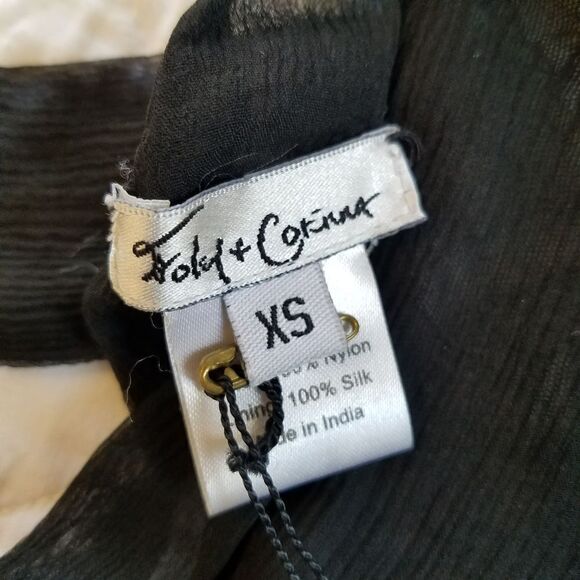 Foley + Corinna
XS
% Nylon
100% Silk
in India